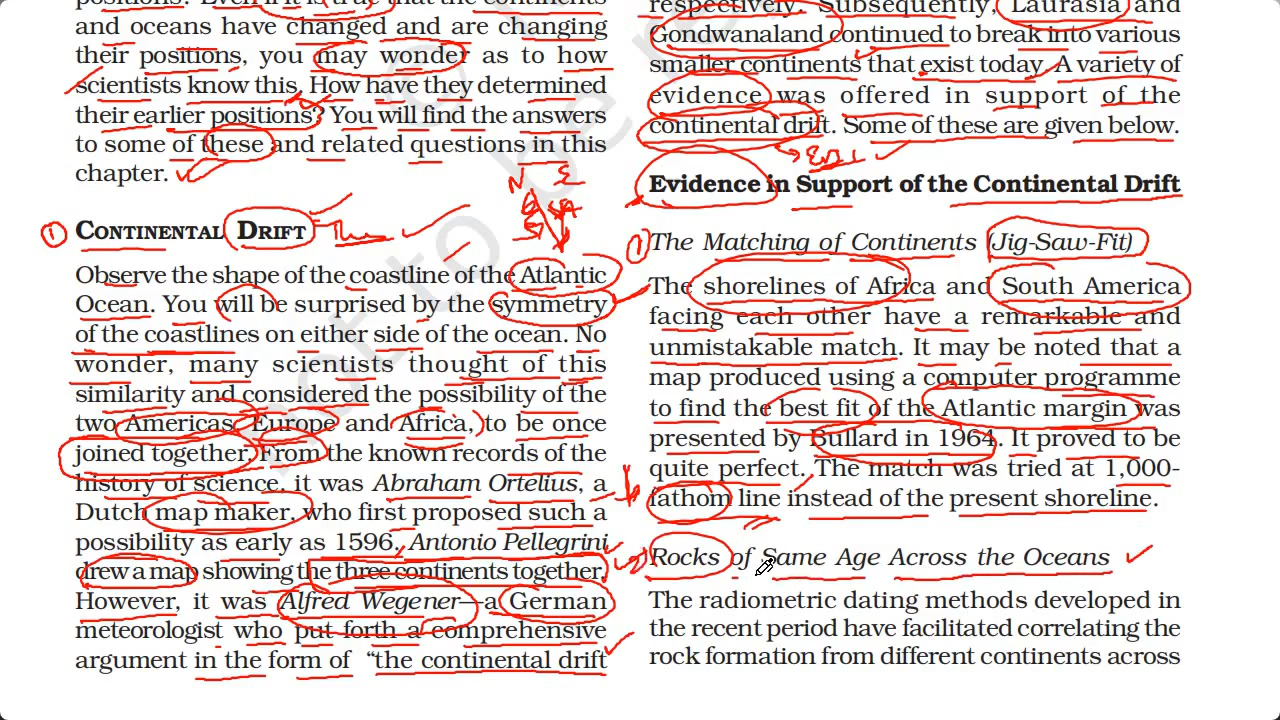 positions. Even if it is true that the continents
and oceans have changed and are changing
their positions, you may wonder as to how
scientists know this. How have they determined
their earlier positions? You will find the answers
to some of these and related questions in this
chapter.
N E
① CONTINENTAL DRIFT
Observe the shape of the coastline of the Atlantic
Ocean. You will be surprised by the symmetry
of the coastlines on either side of the ocean. No
wonder, many scientists thought of this
similarity and considered the possibility of the
two Americas, Europe and Africa, to be once
joined together. From the known records of the
history of science, it was Abraham Ortelius, a
Dutch map maker, who first proposed such a
possibility as early as 1596. Antonio Pellegrini
drew a map showing the three continents together.
However, it was Alfred Wegener—a German
meteorologist who put forth a comprehensive
argument in the form of “the continental drift
respectively. Subsequently, Laurasia and
Gondwanaland continued to break into various
smaller continents that exist today. A variety of
evidence was offered in support of the
continental drift. Some of these are given below.
Evidence in Support of the Continental Drift
① The Matching of Continents (Jig-Saw-Fit)
The shorelines of Africa and South America
facing each other have a remarkable and
unmistakable match. It may be noted that a
map produced using a computer programme
to find the best fit of the Atlantic margin was
presented by Bullard in 1964. It proved to be
quite perfect. The match was tried at 1,000-
fathom line instead of the present shoreline.
Rocks of Same Age Across the Oceans
The radiometric dating methods developed in
the recent period have facilitated correlating the
rock formation from different continents across